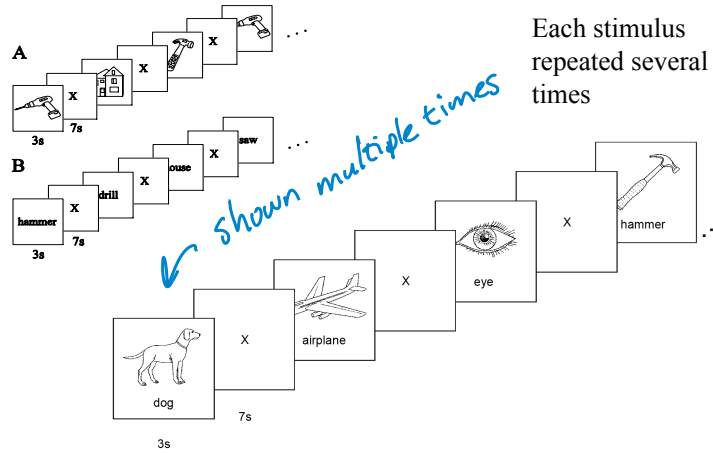 Each stimulus
repeated several
times
A
X
X
X
...
3s
7s
B
hammer
X
drill
X
ouse
X
saw
...
3s
7s
shown multiple times
dog
X
airplane
X
eye
X
hammer
..
3s
7s